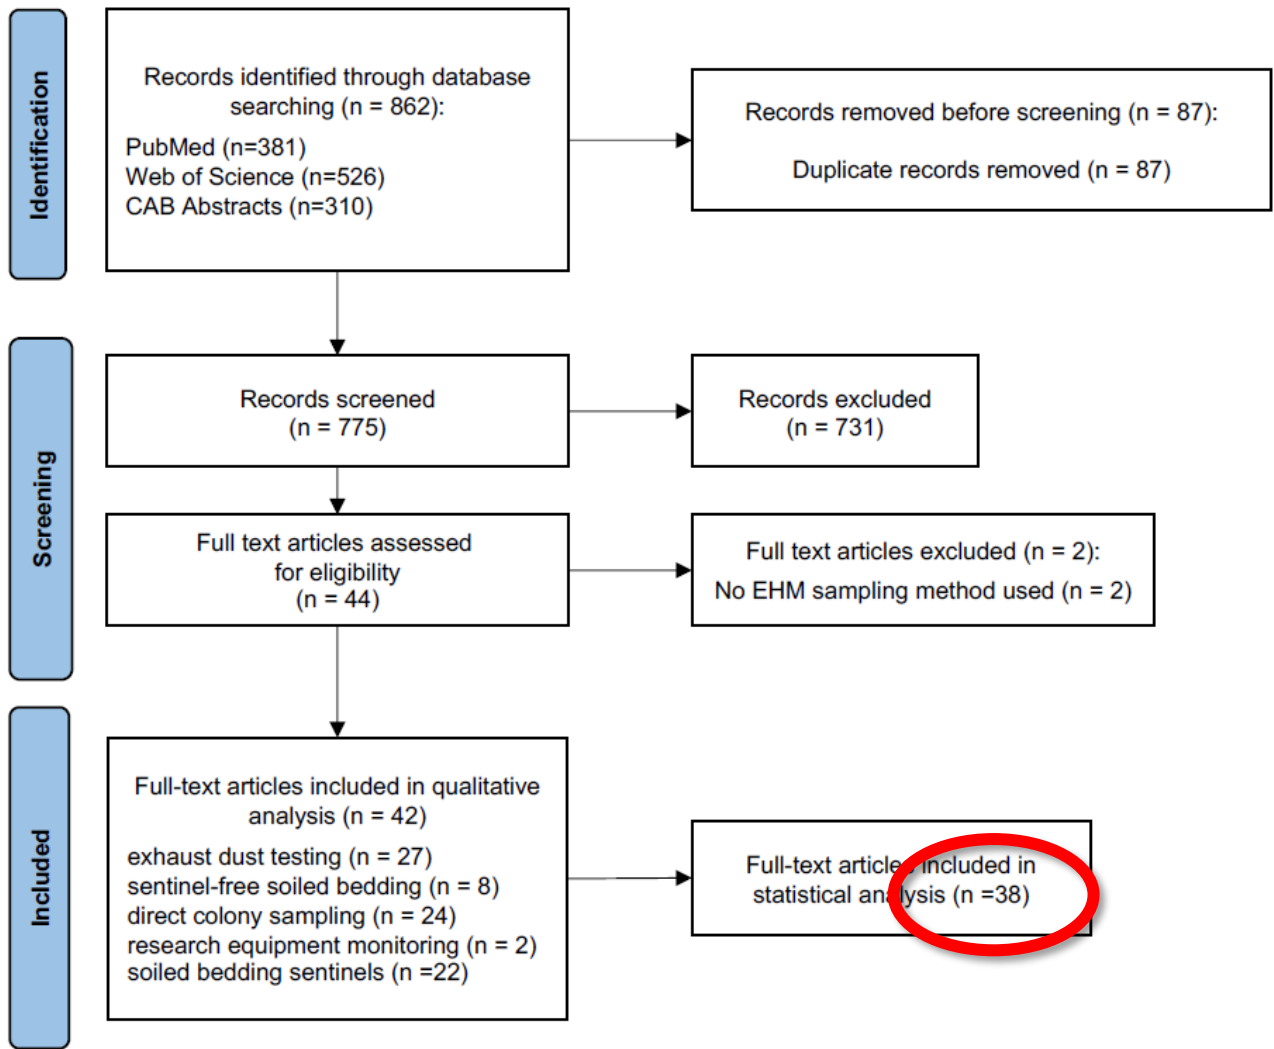 Identification
Records identified through database
searching (n = 862):
PubMed (n=381)
Web of Science (n=526)
CAB Abstracts (n=310)
Records removed before screening (n = 87):
Duplicate records removed (n = 87)
Screening
Records screened
(n = 775)
Records excluded
(n = 731)
Full text articles assessed
for eligibility
(n = 44)
Full text articles excluded (n = 2):
No EHM sampling method used (n = 2)
Included
Full-text articles included in qualitative
analysis (n = 42)
exhaust dust testing (n = 27)
sentinel-free soiled bedding (n = 8)
direct colony sampling (n = 24)
research equipment monitoring (n = 2)
soiled bedding sentinels (n =22)
Full-text articles included in
statistical analysis (n =38)